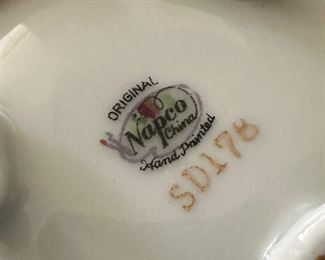 ORIGINAL
Napco
China
Hand Painted
SD178